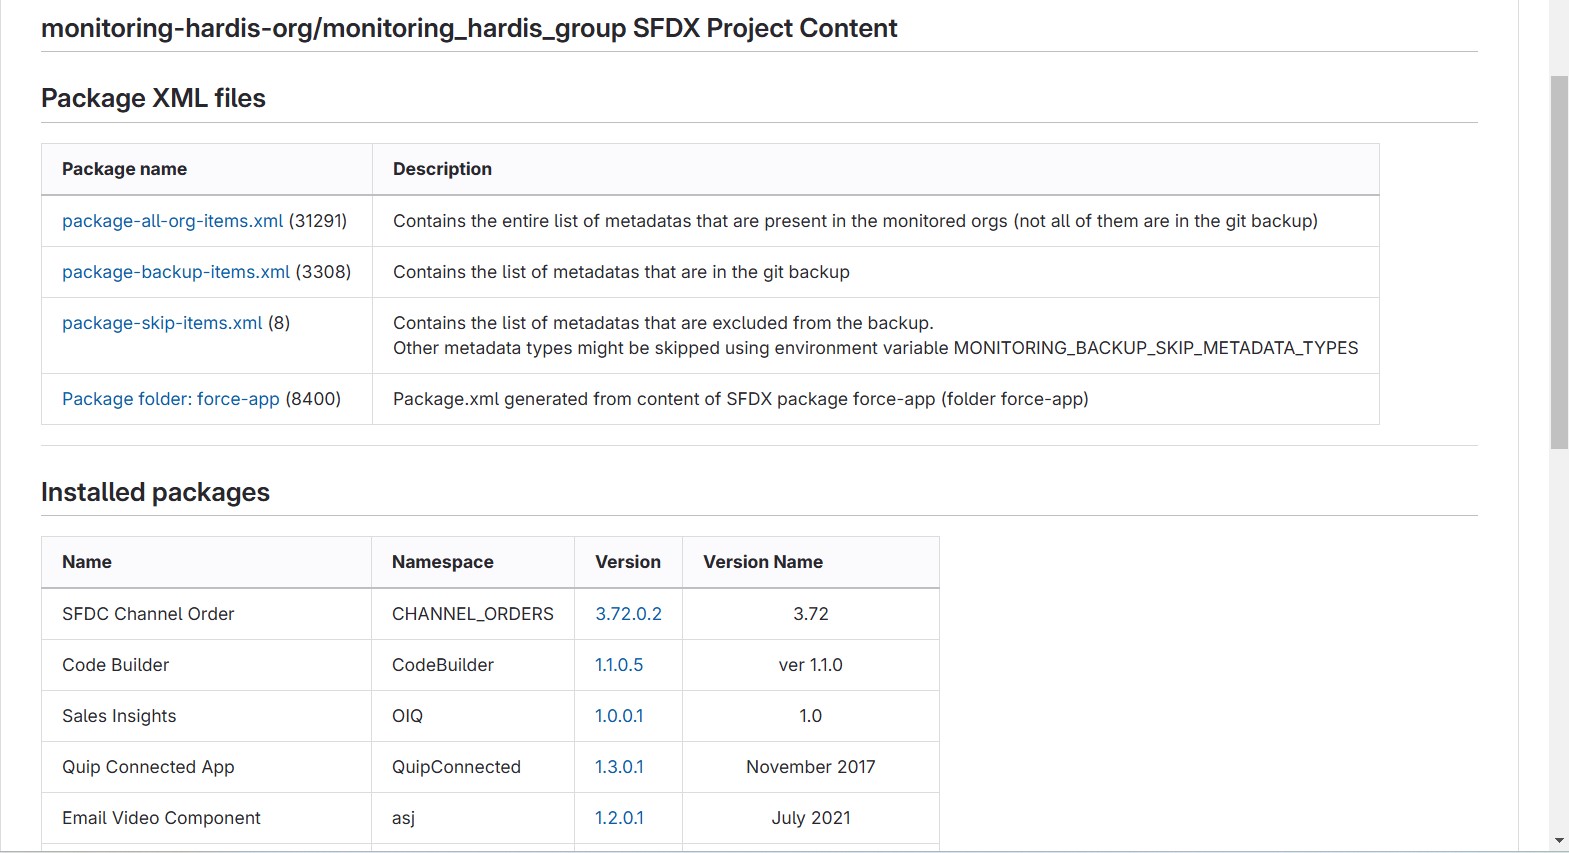 monitoring-hardis-org/monitoring_hardis_group SFDX Project Content
Package XML files
Package name Description
package-all-org-items.xml (31291) Contains the entire list of metadatas that are present in the monitored orgs (not all of them are in the git backup)
package-backup-items.xml (3308) Contains the list of metadatas that are in the git backup
package-skip-items.xml (8) Contains the list of metadatas that are excluded from the backup.
Other metadata types might be skipped using environment variable MONITORING_BACKUP_SKIP_METADATA_TYPES
Package folder: force-app (8400) Package.xml generated from content of SFDX package force-app (folder force-app)
Installed packages
Name Namespace Version Version Name
SFDC Channel Order CHANNEL_ORDERS 3.72.0.2 3.72
Code Builder CodeBuilder 1.1.0.5 ver 1.1.0
Sales Insights OIQ 1.0.0.1 1.0
Quip Connected App QuipConnected 1.3.0.1 November 2017
Email Video Component asj 1.2.0.1 July 2021